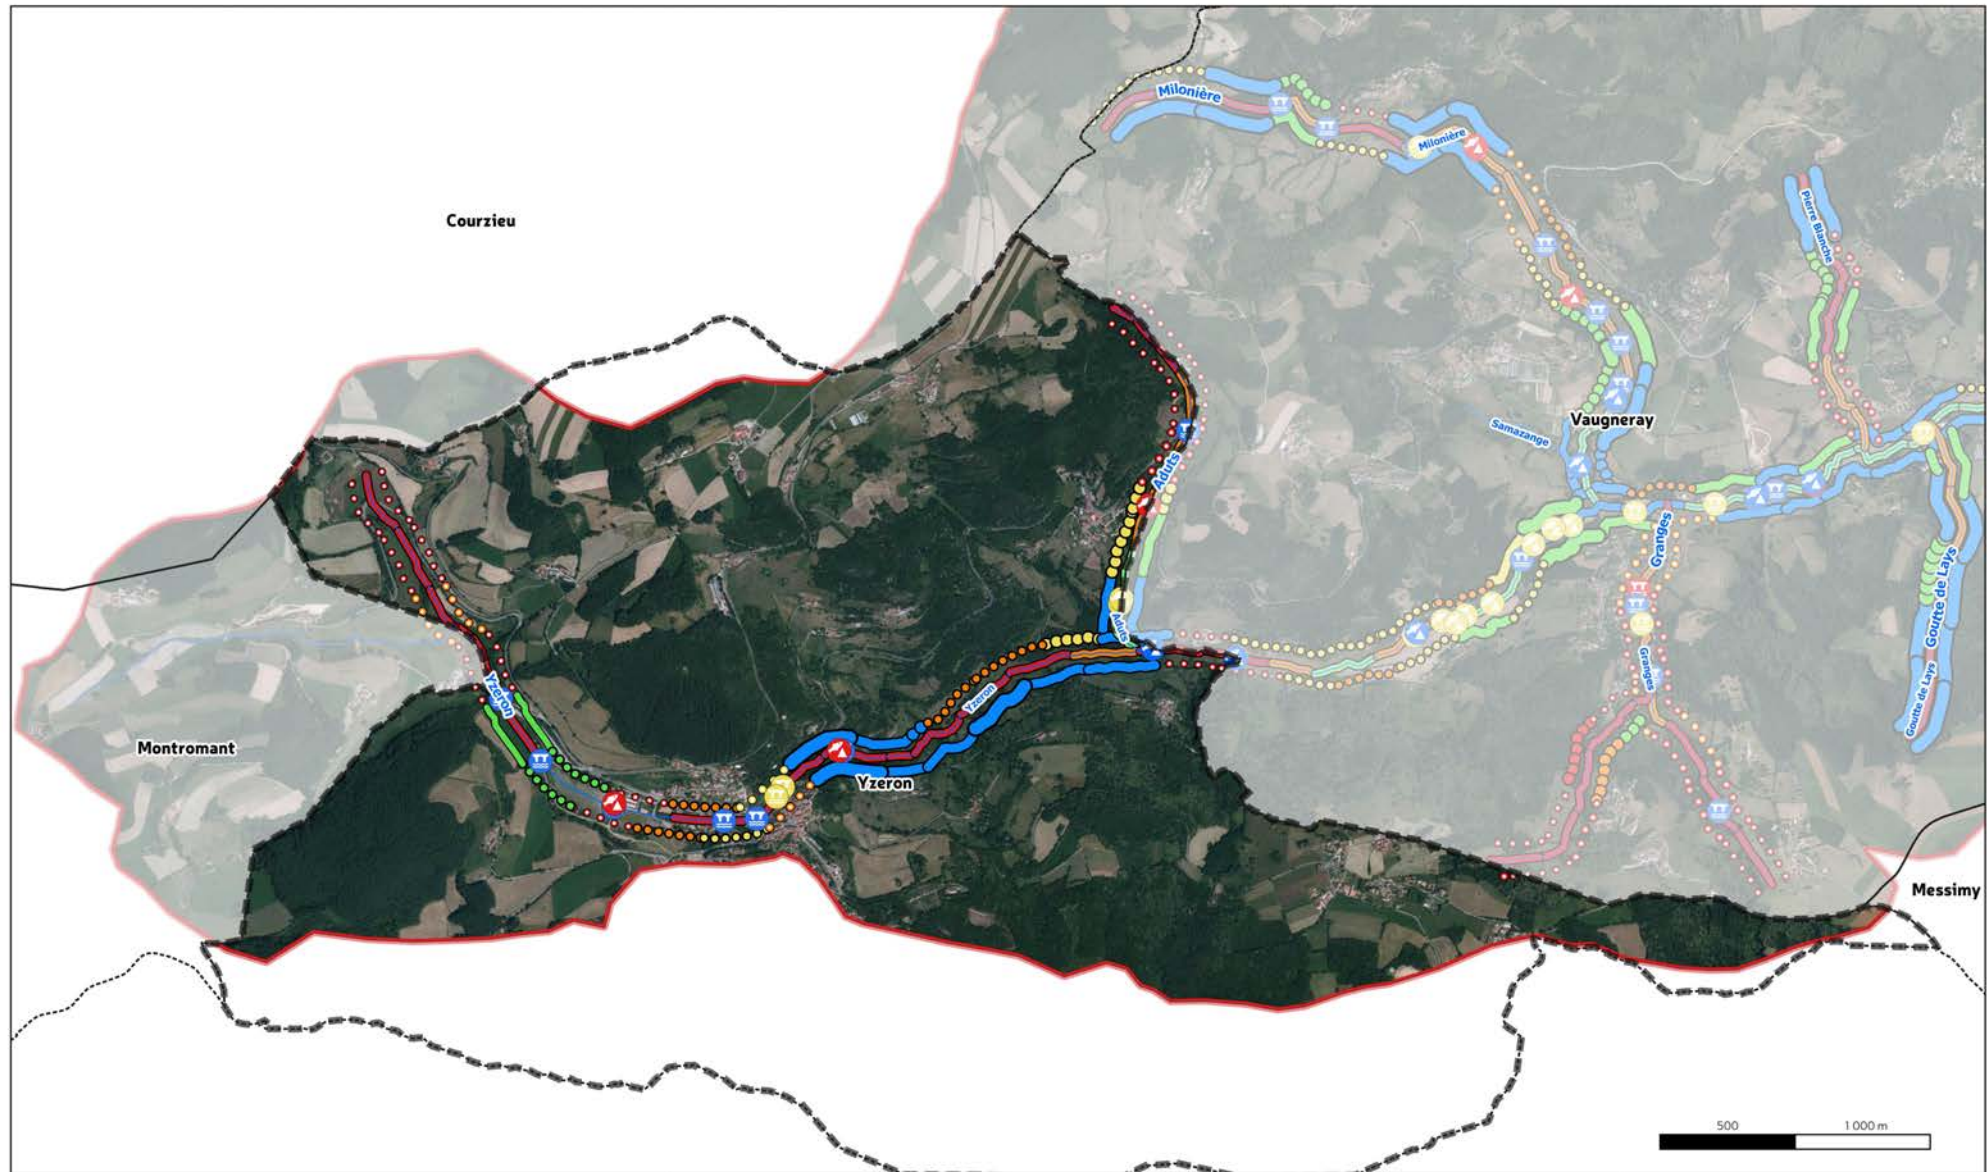 Milonière
Milonière
Pierre Blanche
Courzieu
Vaugneray
Samazange
Aduts
Granges
Goutte de Lays
Aduts
Granges
Yzeron
Yzeron
Goutte de Lays
Montromant
Yzeron
Messimy
500
1 000 m